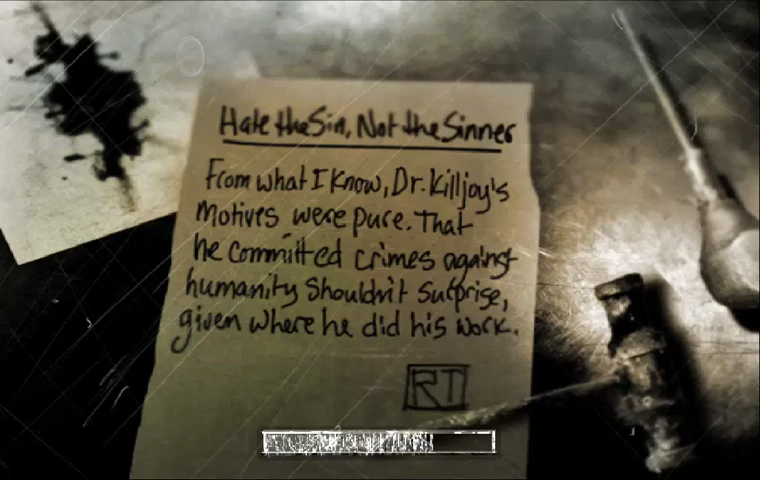 Hate the Sin, Not the Sinner
From what I Know, Dr. Killjoy's
Motives were pure. That
he committed crimes against
humanity shouldn't surprise,
given where he did his work.
RT